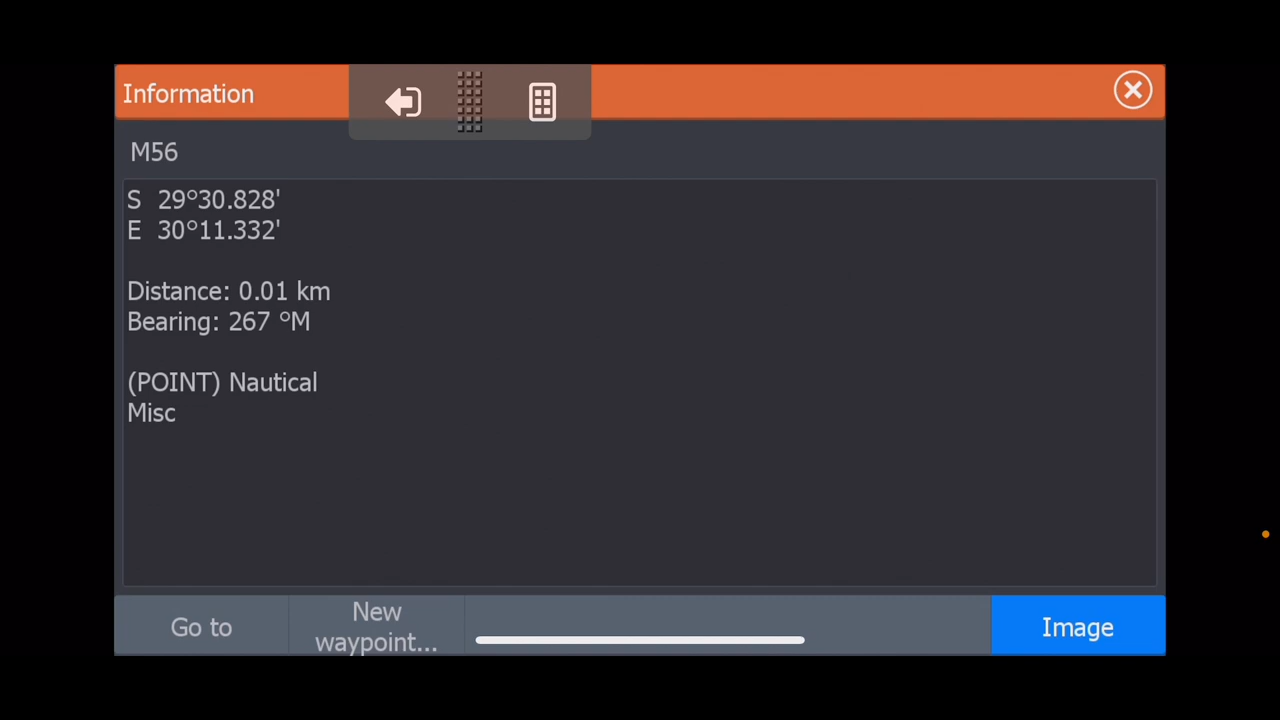 Information
M56
S 29°30.828'
E 30°11.332'
Distance: 0.01 km
Bearing: 267 °M
(POINT) Nautical
Misc
Go to
New
waypoint...
Image